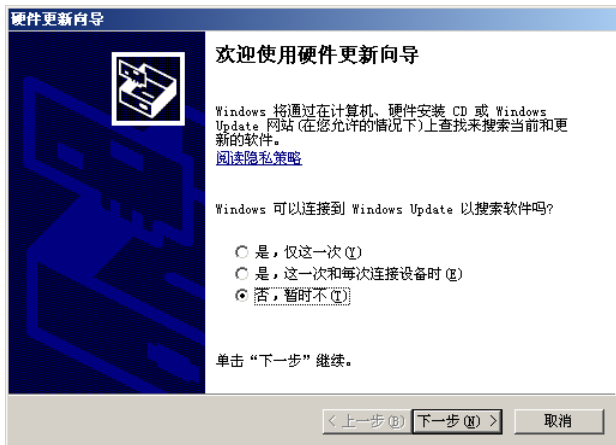 硬件更新向导
欢迎使用硬件更新向导
Windows 将通过在计算机、硬件安装 CD 或 Windows
Update 网站(在您允许的情况下)上查找来搜索当前和更
新的软件。
阅读隐私策略
Windows 可以连接到 Windows Update 以搜索软件吗?
是，仅这一次(Y)
是，这一次和每次连接设备时(E)
否，暂时不(T)
单击“下一步”继续。
< 上一步(B) 下一步(N) > 取消